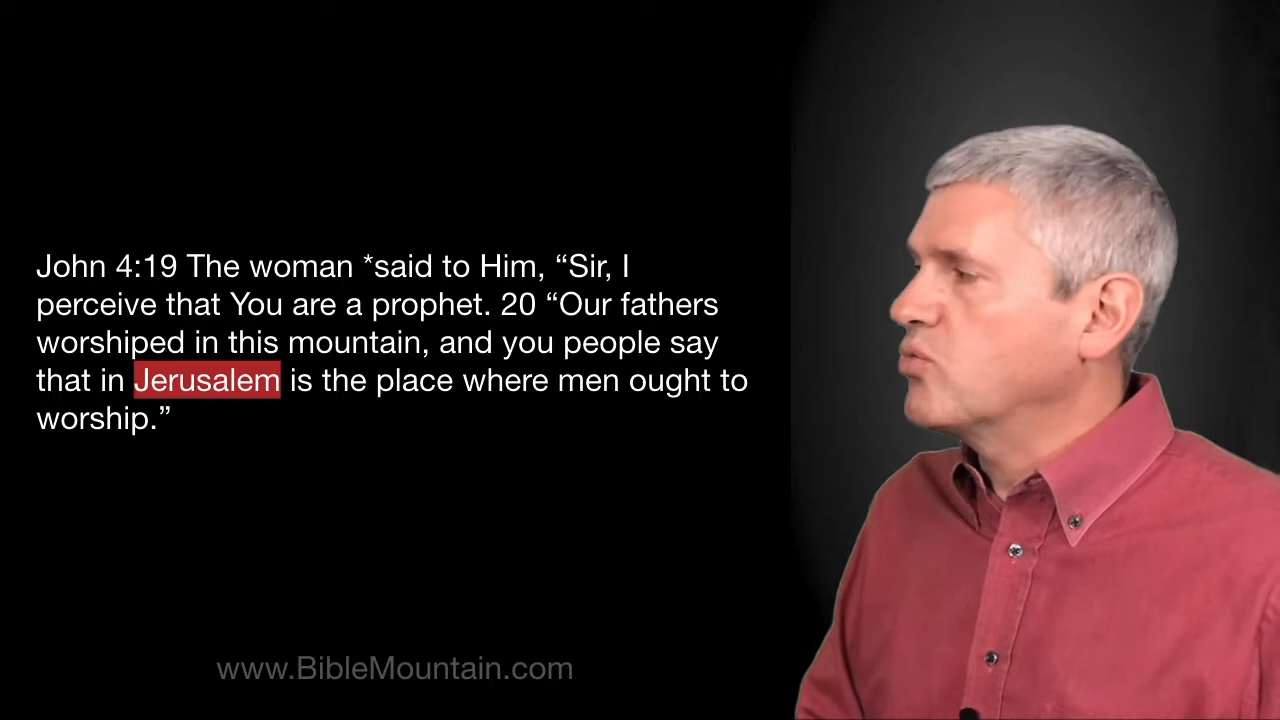 John 4:19 The woman *said to Him, “Sir, I
perceive that You are a prophet. 20 “Our fathers
worshiped in this mountain, and you people say
that in Jerusalem is the place where men ought to
worship.”
www.BibleMountain.com